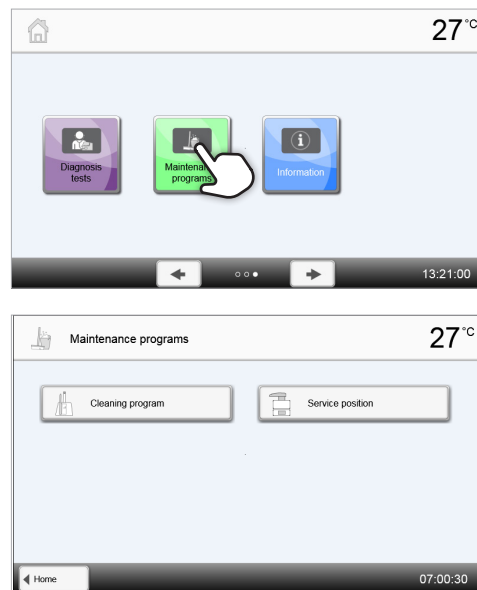 27°C
Diagnosis
tests
programs
Information
13:21:00
Maintenance programs
27°C
Cleaning program
Service position
Home
07:00:30